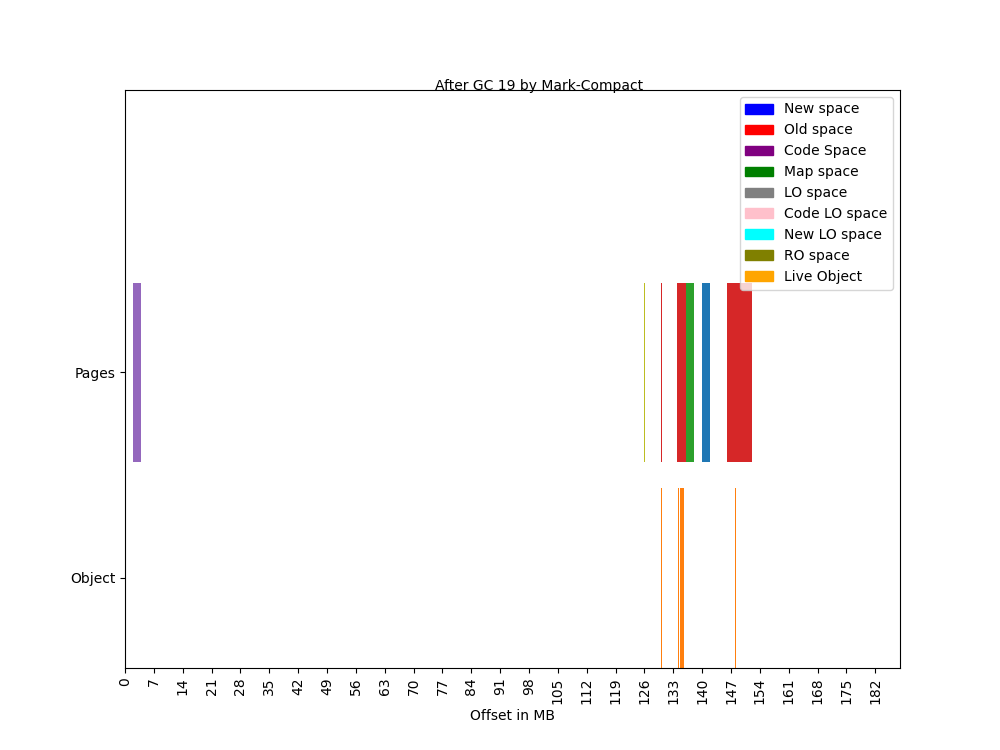 After GC 19 by Mark-Compact
New space
Old space
Code Space
Map space
LO space
Code LO space
New LO space
RO space
Live Object
Pages
Object
0 7 14 21 28 35 42 49 56 63 70 77 84 91 98 105 112 119 126 133 140 147 154 161 168 175 182
Offset in MB